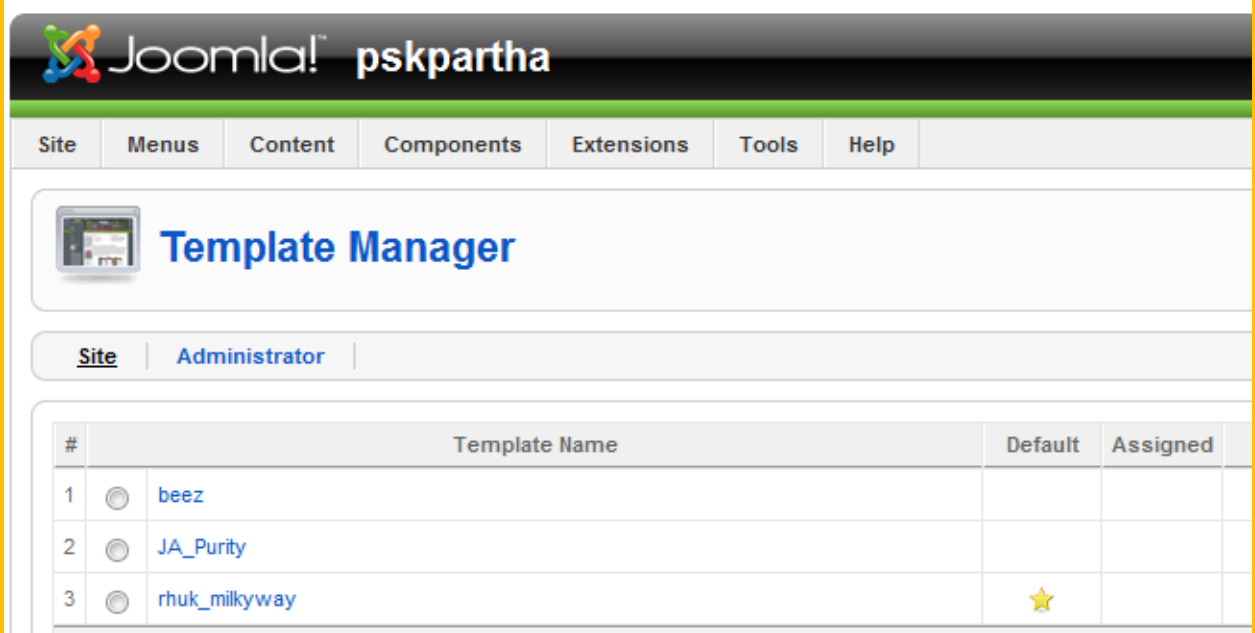 Joomla!™ pskpartha
Site Menus Content Components Extensions Tools Help
Template Manager
Site Administrator
# Template Name Default Assigned
1 beez
2 JA_Purity
3 rhuk_milkyway